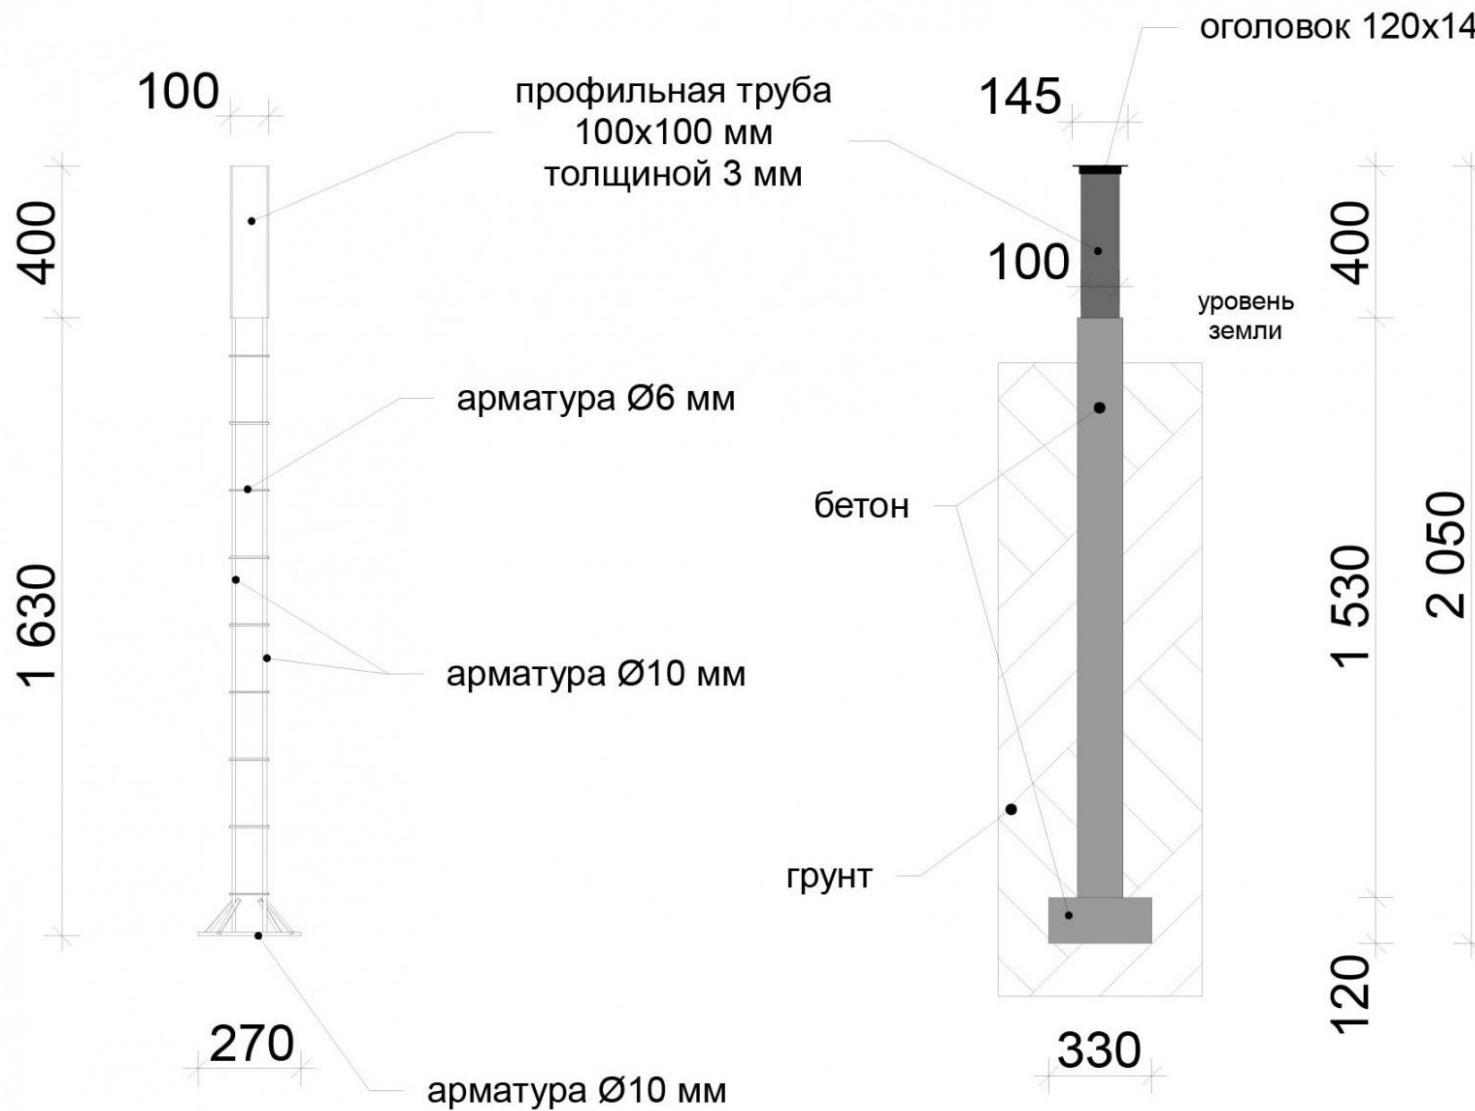 оголовок 120х14
100
профильная труба
100х100 мм
толщиной 3 мм
145
400
100
400
уровень
земли
арматура Ø6 мм
бетон
1 630
1 530
2 050
арматура Ø10 мм
грунт
120
270
330
арматура Ø10 мм